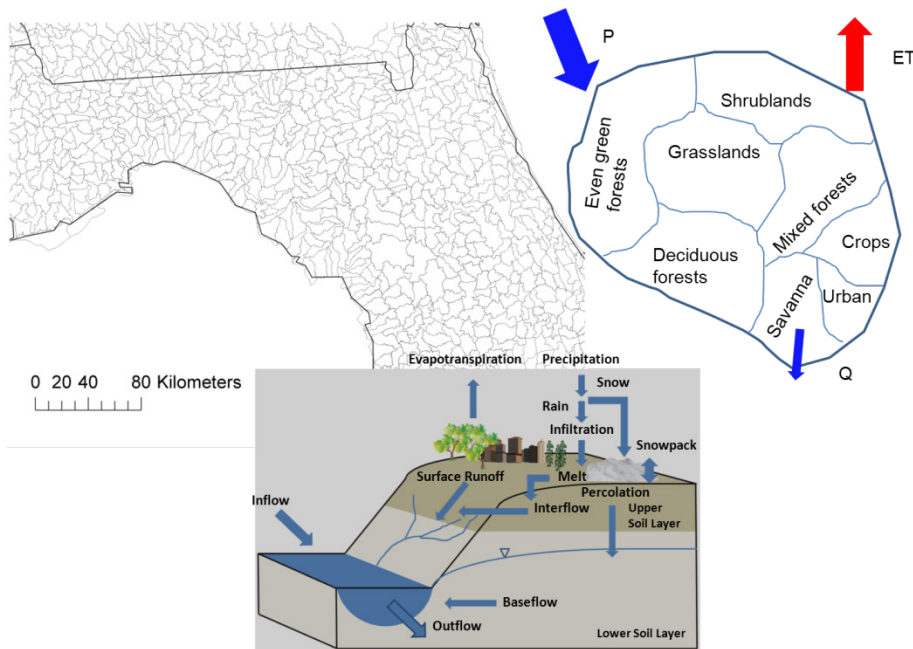 P
ET
Shrublands
Grasslands
Even green
forests
Mixed forests
Crops
Deciduous
forests
Savanna
Urban
Q
0 20 40 80 Kilometers
Evapotranspiration
Precipitation
Snow
Rain
Infiltration
Snowpack
Surface Runoff
Melt
Percolation
Inflow
Interflow
Upper
Soil Layer
Baseflow
Outflow
Lower Soil Layer